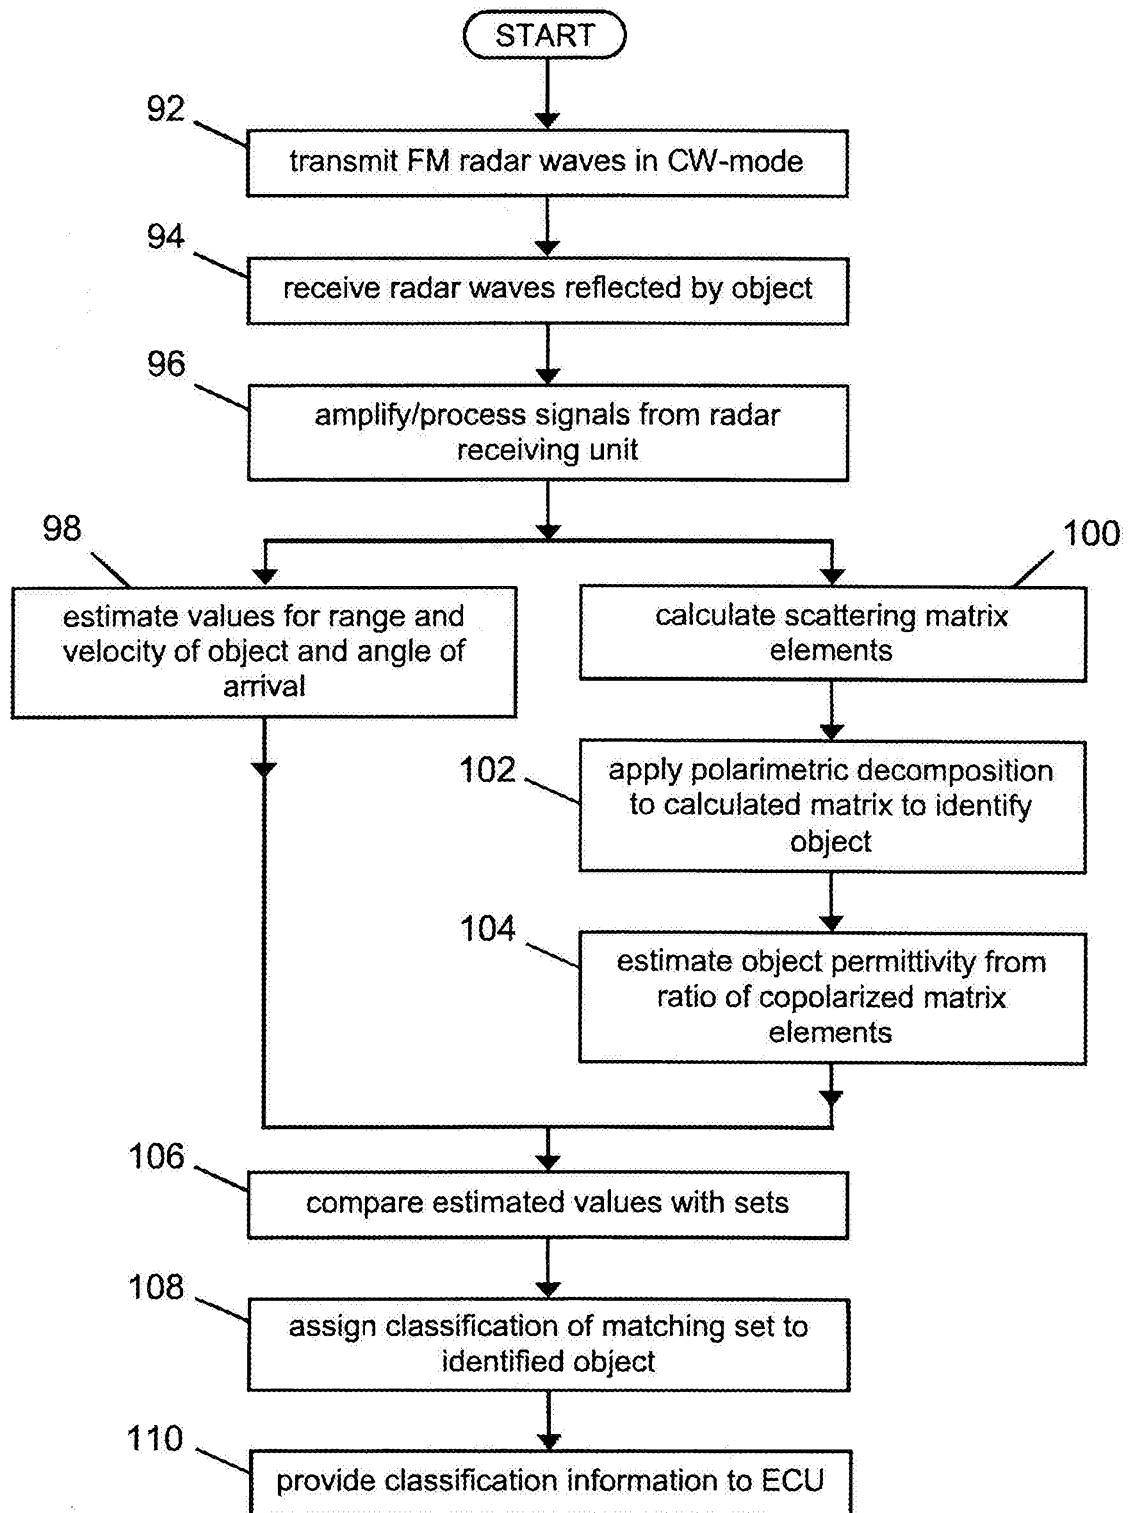 START
92
transmit FM radar waves in CW-mode
94
receive radar waves reflected by object
96
amplify/process signals from radar
receiving unit
98
estimate values for range and
velocity of object and angle of
arrival
100
calculate scattering matrix
elements
102
apply polarimetric decomposition
to calculated matrix to identify
object
104
estimate object permittivity from
ratio of copolarized matrix
elements
106
compare estimated values with sets
108
assign classification of matching set to
identified object
110
provide classification information to ECU